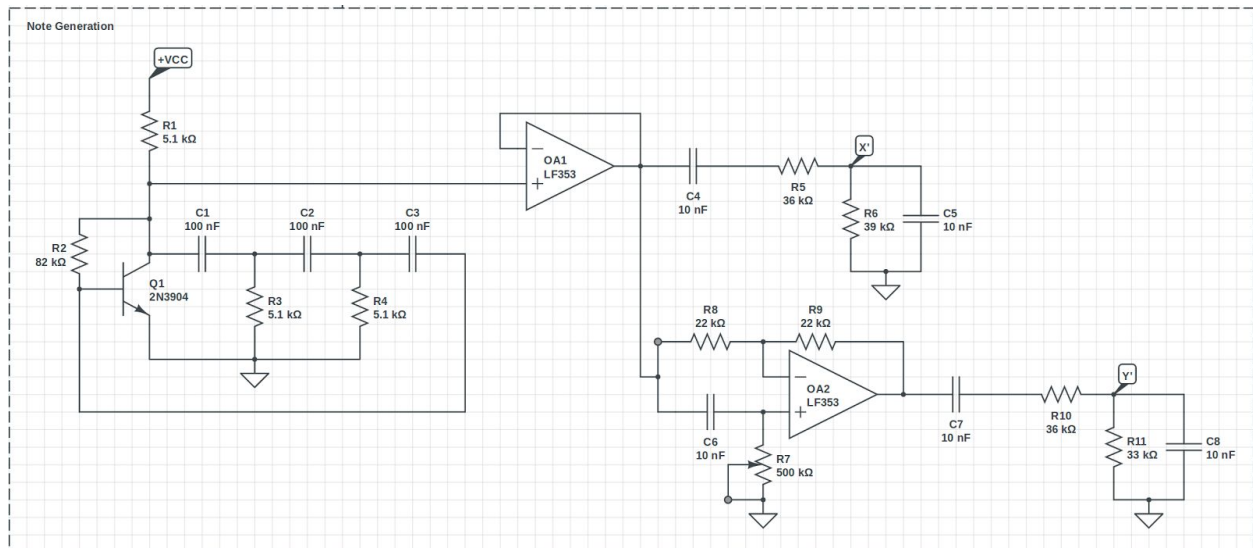 Note Generation
+VCC
R1
5.1 kΩ
R2
82 kΩ
Q1
2N3904
C1
100 nF
C2
100 nF
C3
100 nF
R3
5.1 kΩ
R4
5.1 kΩ
OA1
LF353
C4
10 nF
R5
36 kΩ
X'
R6
39 kΩ
C5
10 nF
R8
22 kΩ
R9
22 kΩ
OA2
LF353
C6
10 nF
R7
500 kΩ
C7
10 nF
R10
36 kΩ
Y'
R11
33 kΩ
C8
10 nF